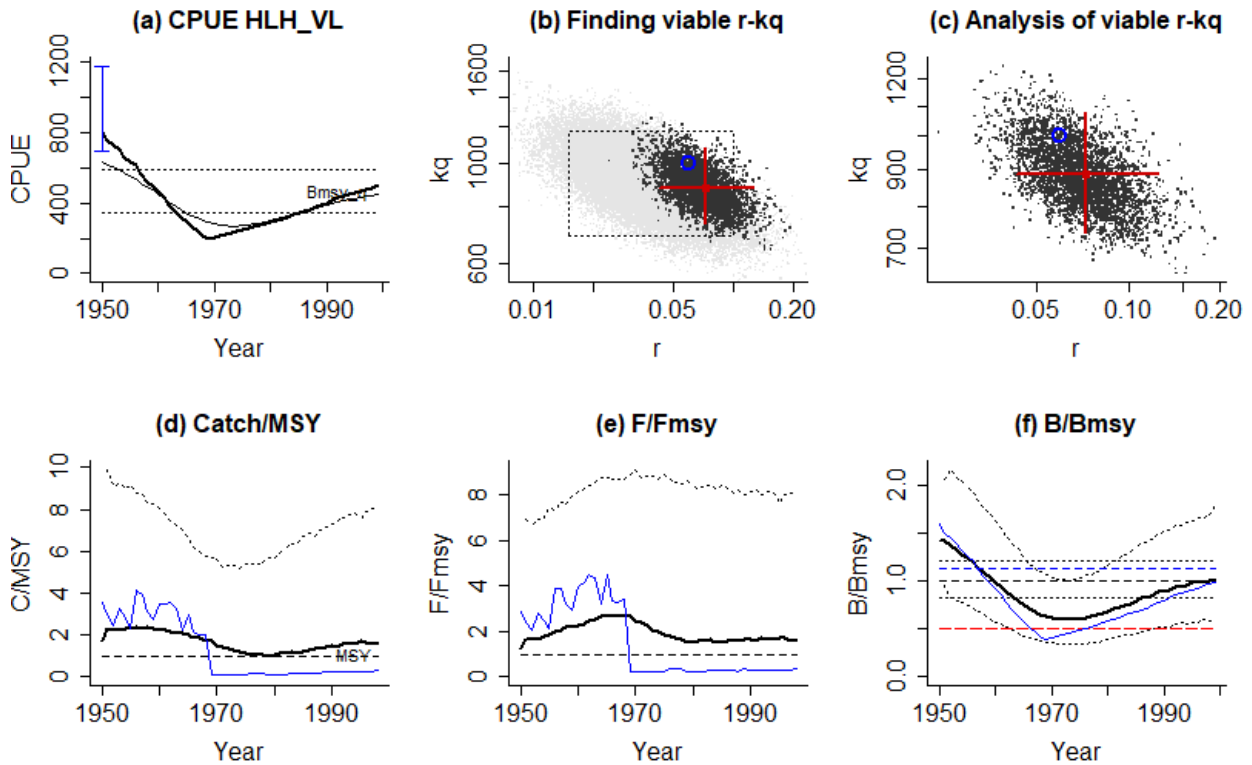 (a) CPUE HLH_VL
(b) Finding viable r-kq
(c) Analysis of viable r-kq
CPUE
0
400
800
1200
1950
1970
1990
Year
Bmsy_q
kq
600
1000
1600
0.01
0.05
0.20
r
kq
700
900
1200
0.05
0.10
0.20
r
(d) Catch/MSY
(e) F/Fmsy
(f) B/Bmsy
C/MSY
0
2
4
6
8
10
1950
1970
1990
Year
MSY
F/Fmsy
0
2
4
6
8
1950
1970
1990
Year
B/Bmsy
0.0
1.0
2.0
1950
1970
1990
Year